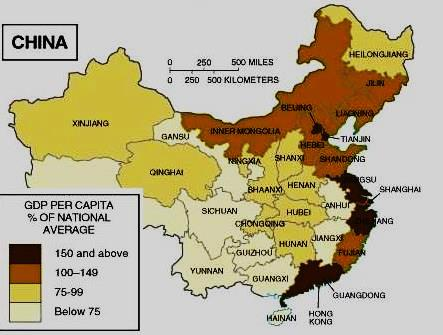 CHINA
0 250 500 MILES
0 250 500 KILOMETERS
HEILONGJIANG
JILIN
LIAONING
BEIJING
TIANJIN
INNER MONGOLIA
HEBEI
XINJIANG
GANSU
NINGXIA
SHANXI
SHANDONG
QINGHAI
SHAANXI
HENAN
SHANGHAI
ANHUI
SICHUAN
HUBEI
CHONGQING
HUNAN
JIANGXI
GUIZHOU
FUJIAN
YUNNAN
GUANGXI
GUANGDONG
HONG
KONG
HAINAN
GDP PER CAPITA
% OF NATIONAL
AVERAGE
150 and above
100–149
75-99
Below 75